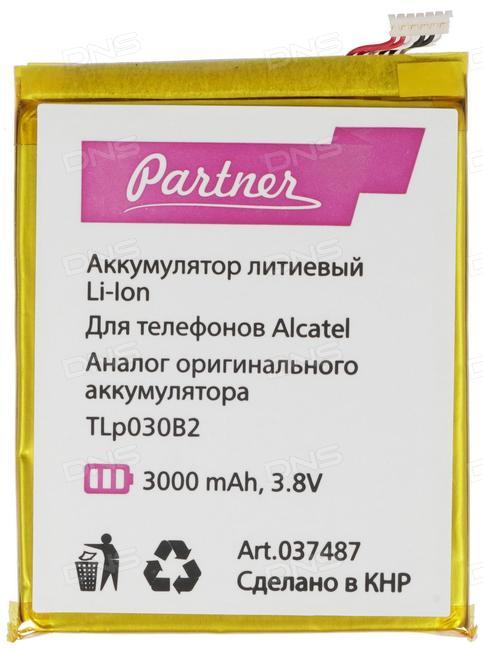 Partner
Аккумулятор литиевый
Li-Ion
Для телефонов Alcatel
Аналог оригинального
аккумулятора
TLp030B2
3000 mAh, 3.8V
Art.037487
Сделано в КНР
DNS